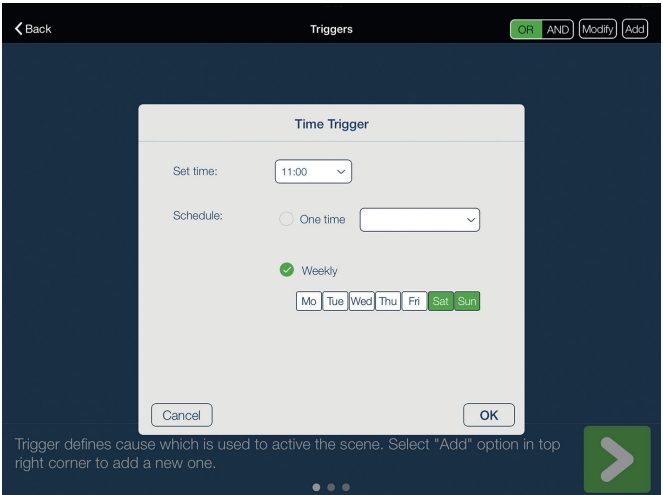 Back Triggers OR AND Modify Add
Time Trigger
Set time: 11:00
Schedule: One time
Weekly
Mo Tue Wed Thu Fri Sat Sun
Cancel OK
Trigger defines cause which is used to active the scene. Select "Add" option in top
right corner to add a new one.